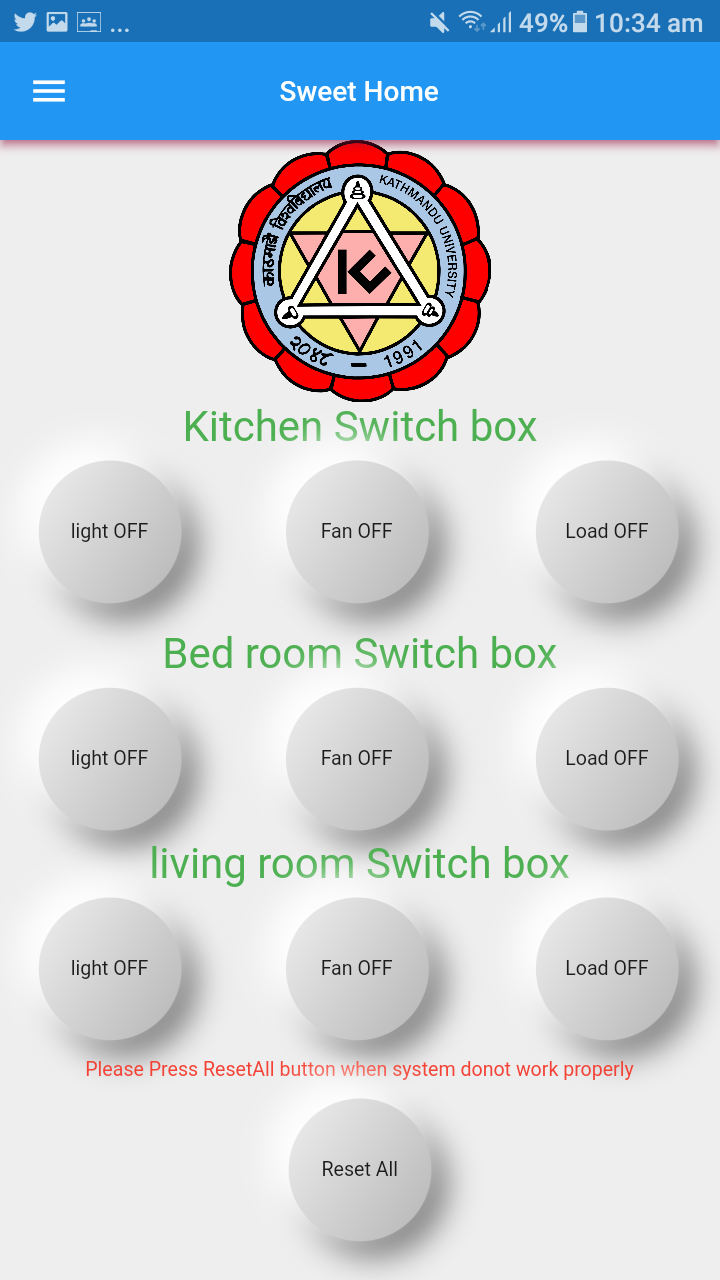 ... 49% 10:34 am
Sweet Home
काठमाडौं विश्वविद्यालय KATHMANDU UNIVERSITY
KU
२०४८ – 1991
Kitchen Switch box
light OFF Fan OFF Load OFF
Bed room Switch box
light OFF Fan OFF Load OFF
living room Switch box
light OFF Fan OFF Load OFF
Please Press ResetAll button when system donot work properly
Reset All